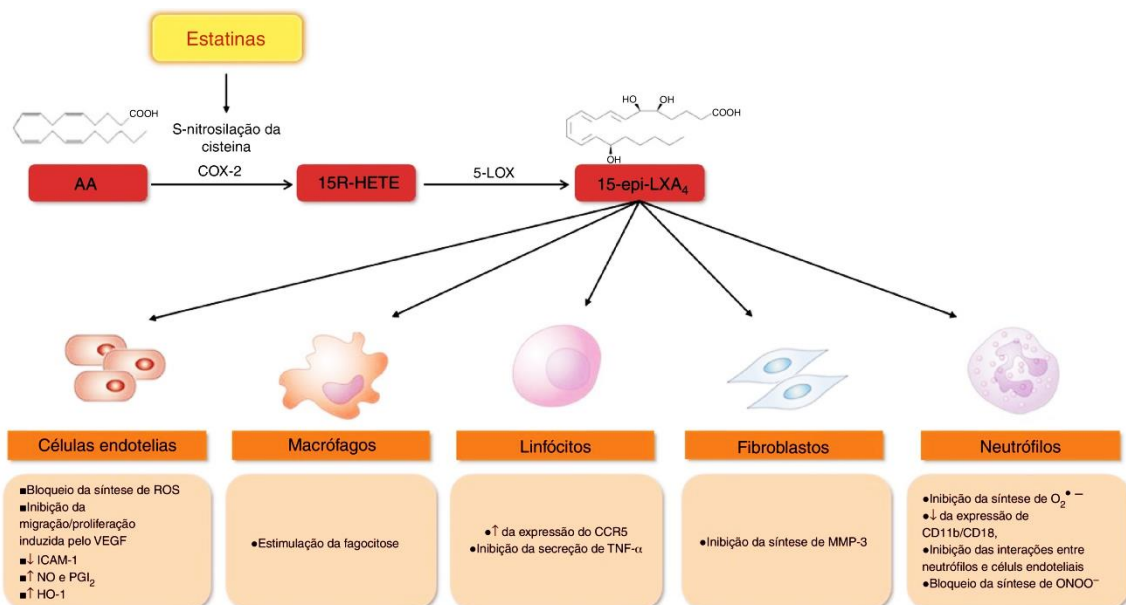 Estatinas
COOH
S-nitrosilação da
cisteina
HO OH
COOH
OH
AA
COX-2
15R-HETE
5-LOX
15-epi-LXA₄
Células endotelias
Macrófagos
Linfócitos
Fibroblastos
Neutrófilos
■Bloqueio da síntese de ROS
■Inibição da
migração/proliferação
induzida pelo VEGF
■↓ ICAM-1
■↑ NO e PGI₂
■↑ HO-1
●Estimulação da fagocitose
●↑ da expressão do CCR5
●Inibição da secreção de TNF-α
●Inibição da síntese de MMP-3
●Inibição da síntese de O₂•−
●↓ da expressão de
CD11b/CD18,
●Inibição das interações entre
neutrófilos e céluls endoteliais
●Bloqueio da síntese de ONOO⁻